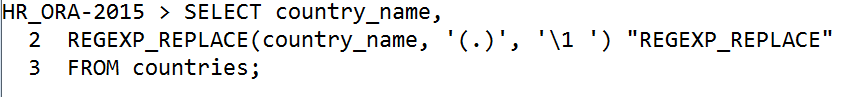 HR_ORA-2015 > SELECT country_name,
  2  REGEXP_REPLACE(country_name, '(.)', '\1 ') "REGEXP_REPLACE"
  3  FROM countries;